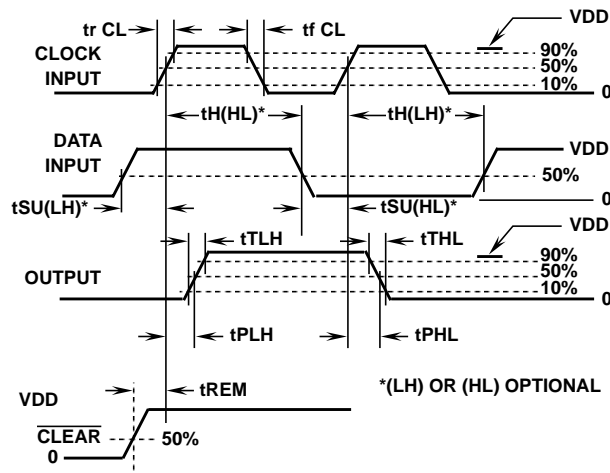 tr CL
tf CL
VDD
CLOCK
INPUT
90%
50%
10%
0
tH(HL)*
tH(LH)*
DATA
INPUT
VDD
50%
0
tSU(LH)*
tSU(HL)*
tTLH
tTHL
VDD
OUTPUT
90%
50%
10%
0
tPLH
tPHL
tREM
*(LH) OR (HL) OPTIONAL
VDD
CLEAR
50%
0